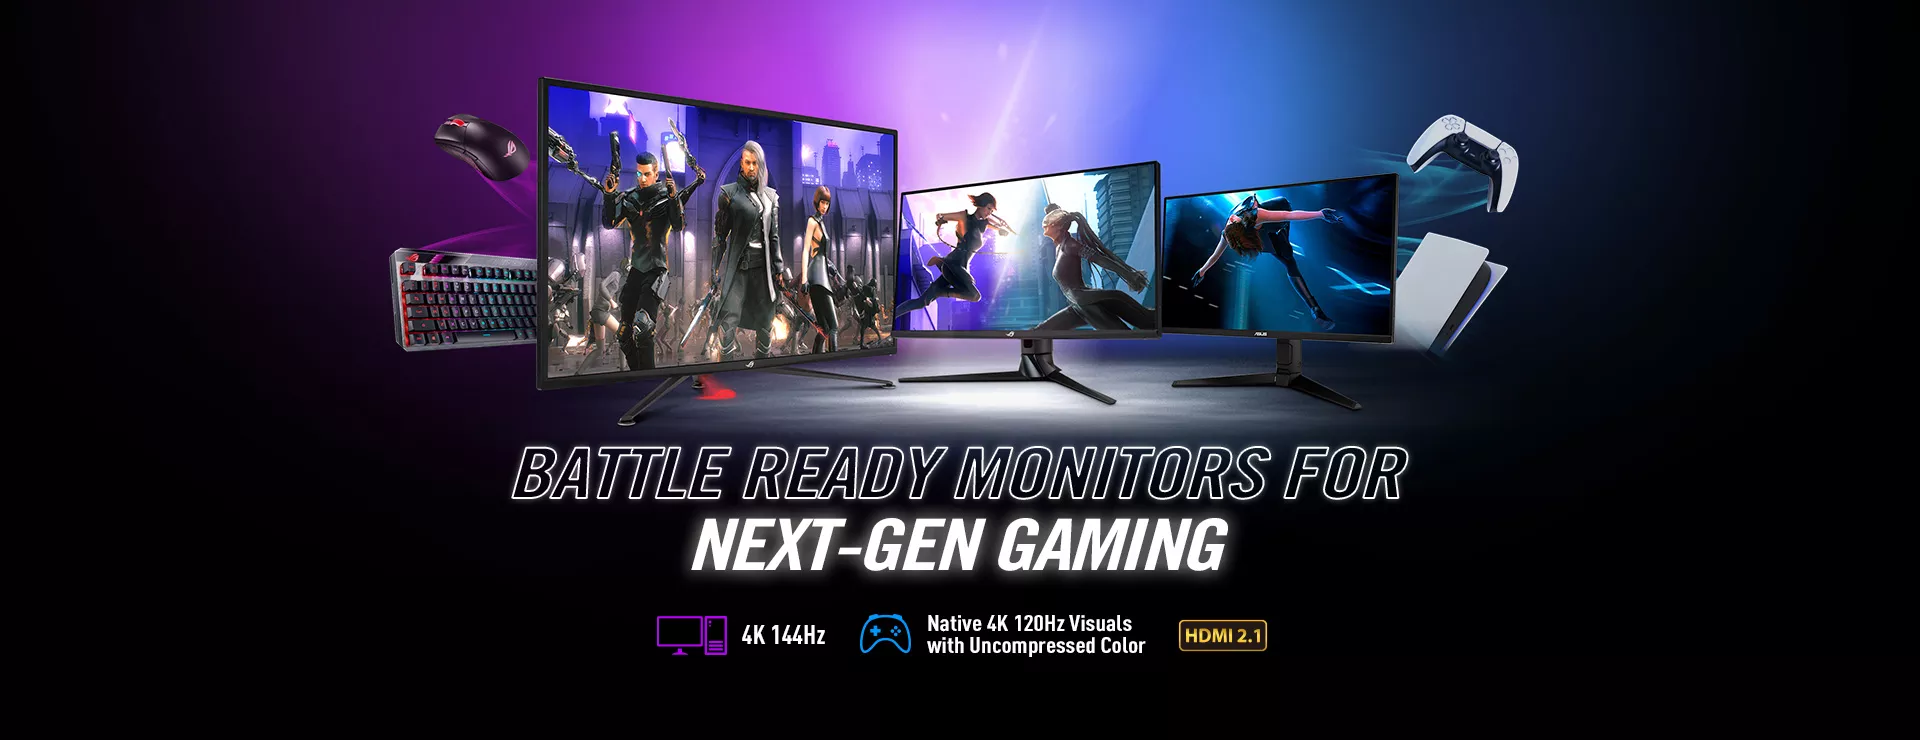 ASUS
BATTLE READY MONITORS FOR
NEXT-GEN GAMING
4K 144Hz
Native 4K 120Hz Visuals
with Uncompressed Color
HDMI 2.1